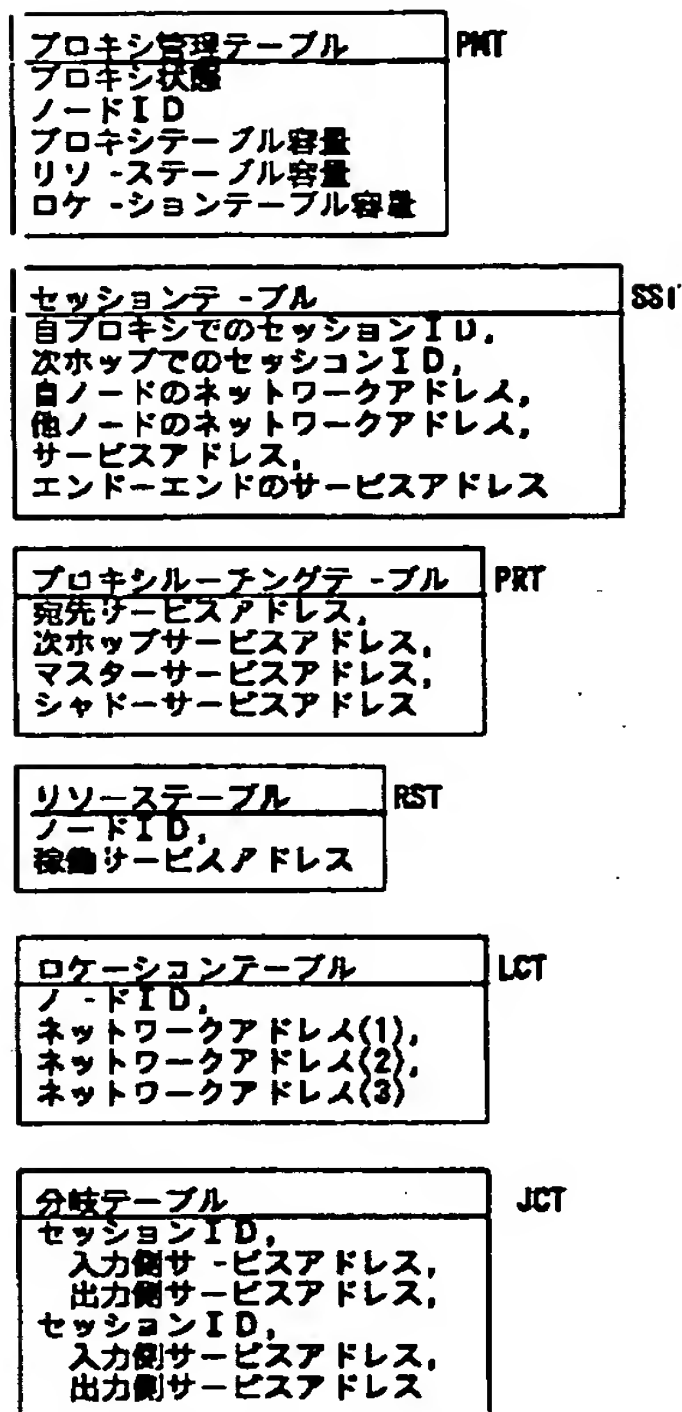 プロキシ管理テーブル PMT
プロキシ状態
ノードID
プロキシテーブル容量
リソーステーブル容量
ロケーションテーブル容量
セッションテーブル SST
自プロキシでのセッションID,
次ホップでのセッションID,
自ノードのネットワークアドレス,
他ノードのネットワークアドレス,
サービスアドレス,
エンドーエンドのサービスアドレス
プロキシルーチングテーブル PRT
宛先サービスアドレス,
次ホップサービスアドレス,
マスターサービスアドレス,
シャドーサービスアドレス
リソーステーブル RST
ノードID,
稼働サービスアドレス
ロケーションテーブル LCT
ノードID,
ネットワークアドレス(1),
ネットワークアドレス(2),
ネットワークアドレス(3)
分岐テーブル JCT
セッションID,
入力側サービスアドレス,
出力側サービスアドレス,
セッションID,
入力側サービスアドレス,
出力側サービスアドレス